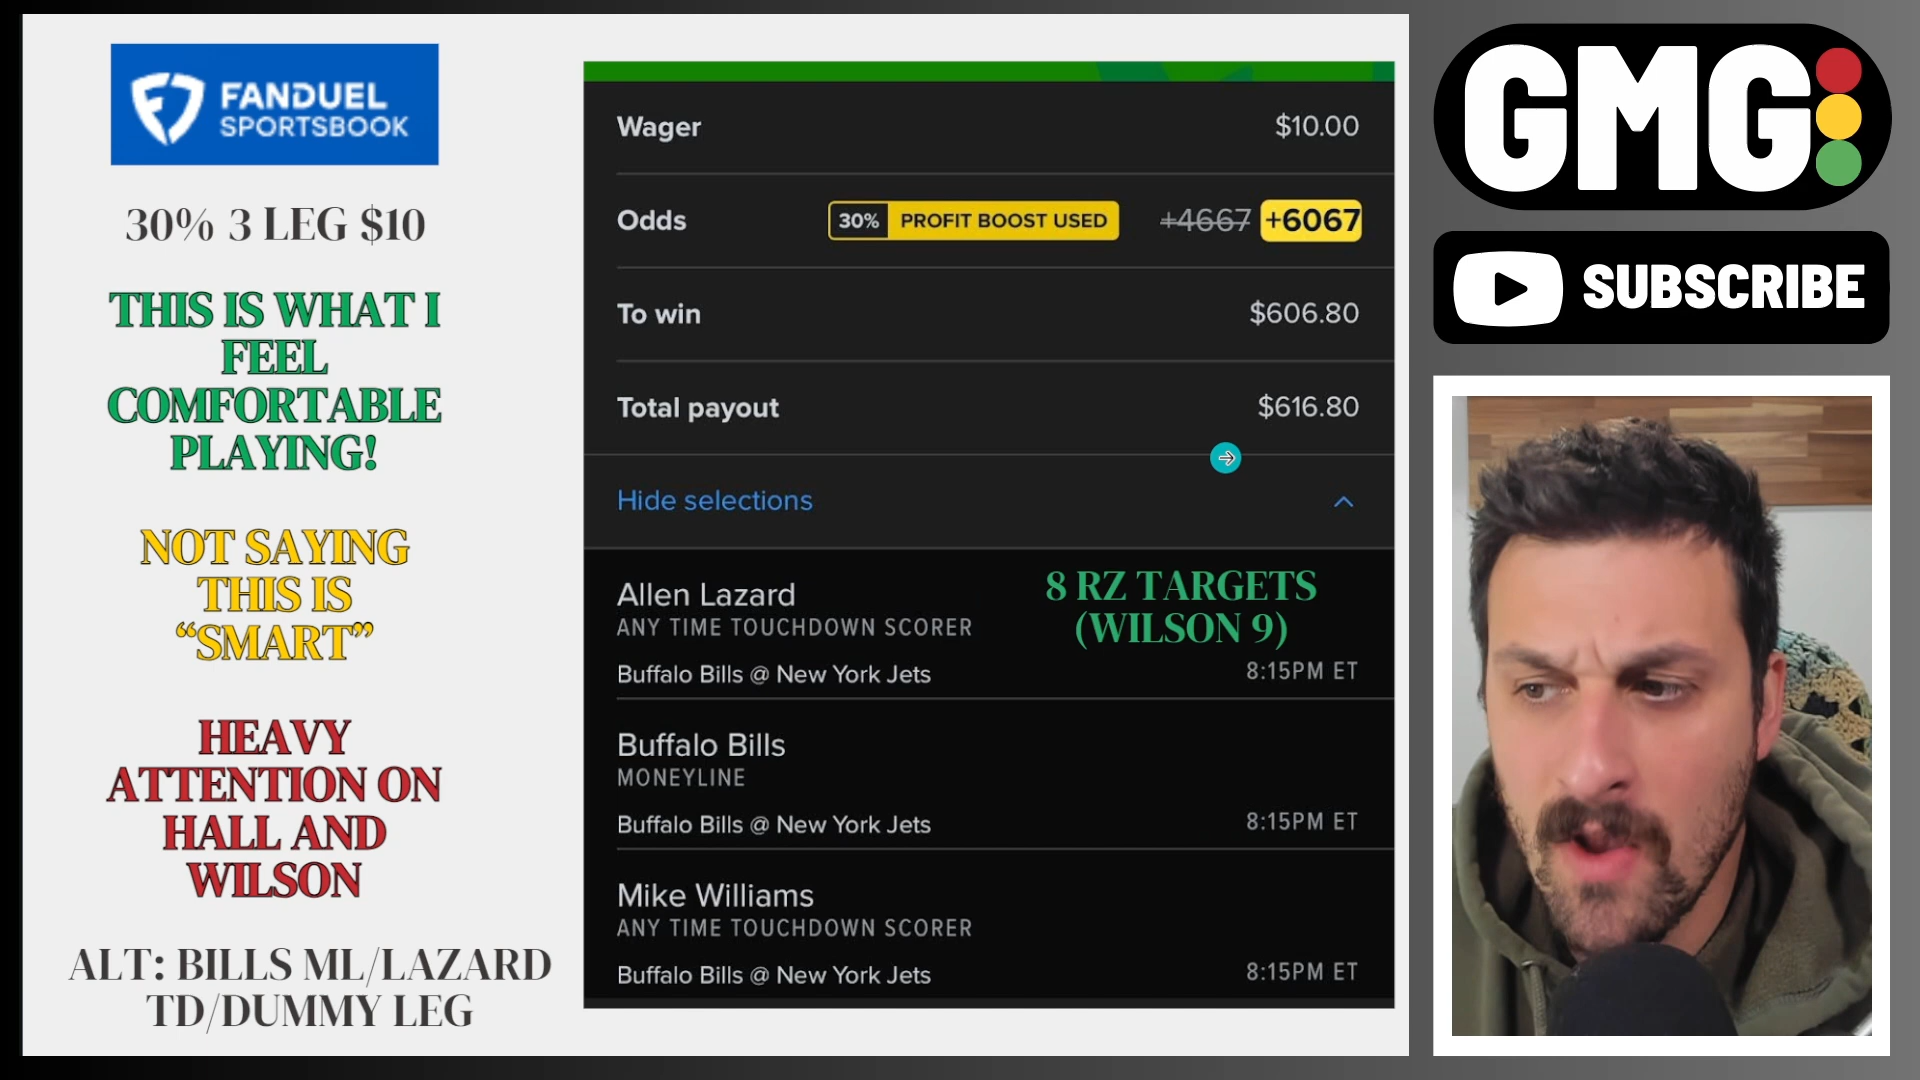 FANDUEL
SPORTSBOOK
30% 3 LEG $10
THIS IS WHAT I
FEEL
COMFORTABLE
PLAYING!
NOT SAYING
THIS IS
“SMART”
HEAVY
ATTENTION ON
HALL AND
WILSON
ALT: BILLS ML/LAZARD
TD/DUMMY LEG
Wager $10.00
Odds 30% PROFIT BOOST USED +4667 +6067
To win $606.80
Total payout $616.80
Hide selections
Allen Lazard
ANY TIME TOUCHDOWN SCORER
8 RZ TARGETS
(WILSON 9)
Buffalo Bills @ New York Jets 8:15PM ET
Buffalo Bills
MONEYLINE
Buffalo Bills @ New York Jets 8:15PM ET
Mike Williams
ANY TIME TOUCHDOWN SCORER
Buffalo Bills @ New York Jets 8:15PM ET
GMG
SUBSCRIBE